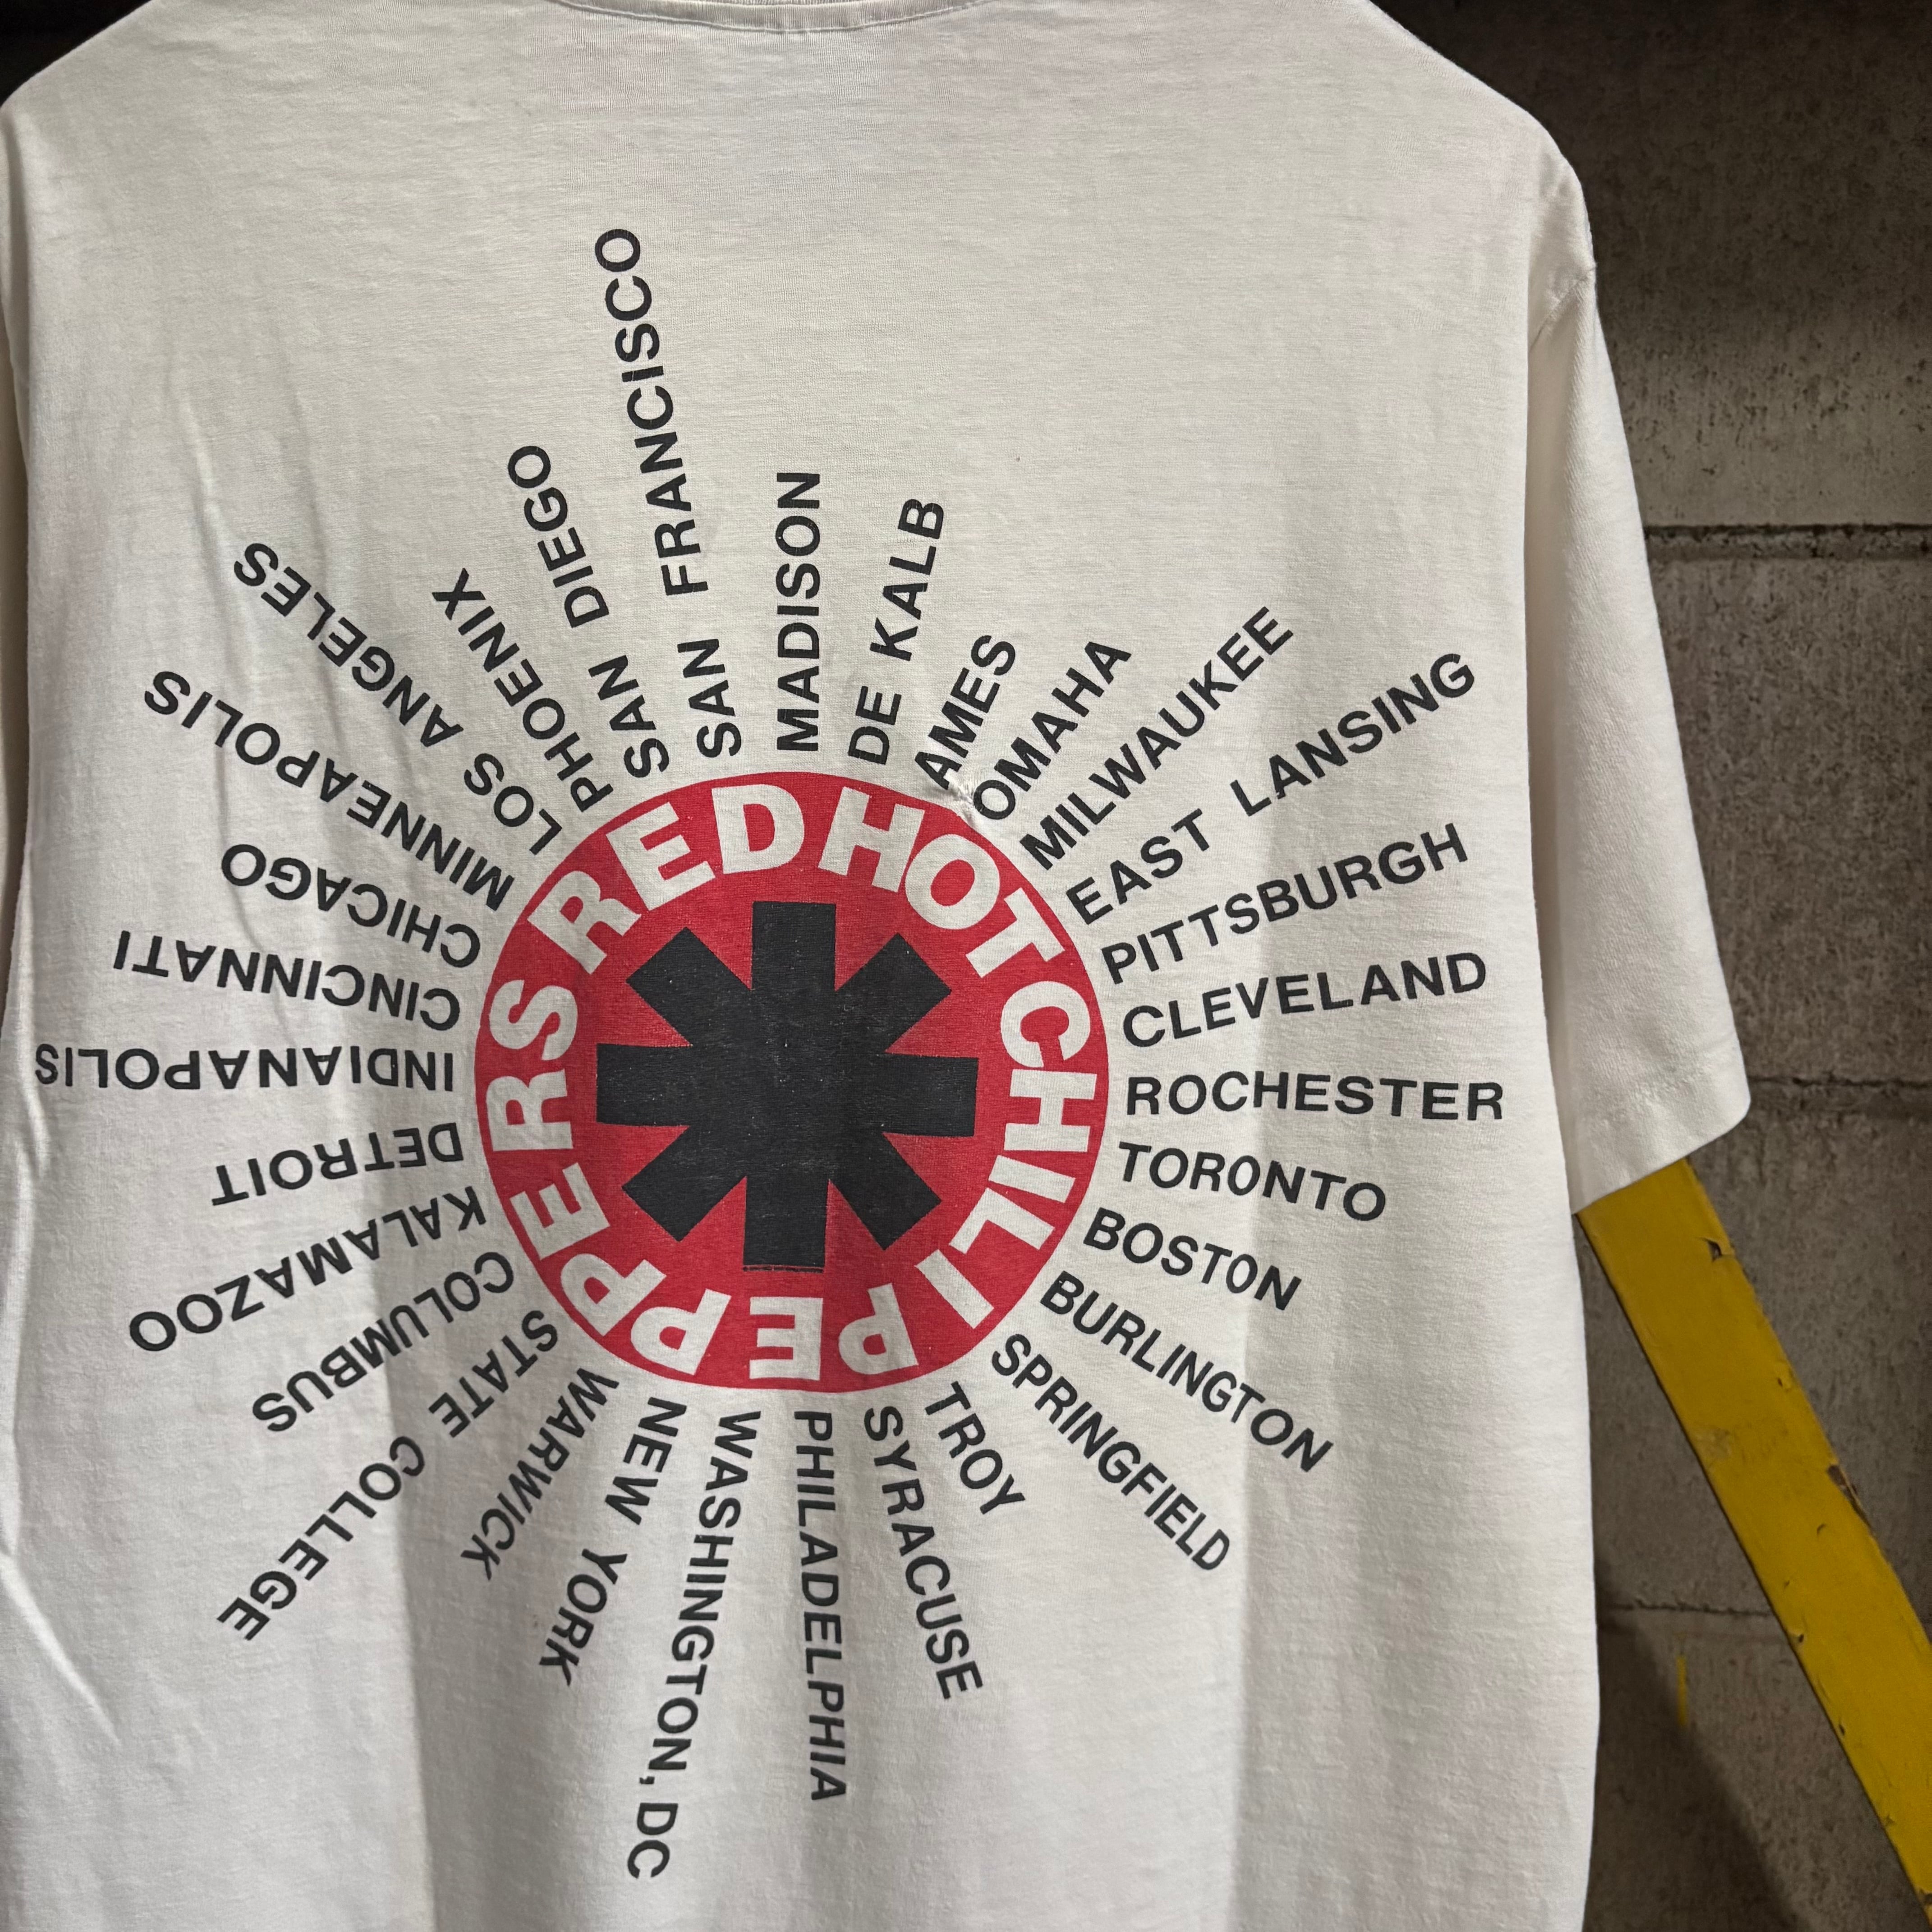 RED HOT CHILI PEPPERS
MADISON
DE KALB
AMES
OMAHA
MILWAUKEE
EAST LANSING
PITTSBURGH
CLEVELAND
ROCHESTER
TORONTO
BOSTON
BURLINGTON
SPRINGFIELD
TROY
SYRACUSE
PHILADELPHIA
WASHINGTON, DC
NEW YORK
WARWICK
STATE COLLEGE
COLUMBUS
KALAMAZOO
DETROIT
INDIANAPOLIS
CINCINNATI
CHICAGO
MINNEAPOLIS
LOS ANGELES
PHOENIX
SAN DIEGO
SAN FRANCISCO